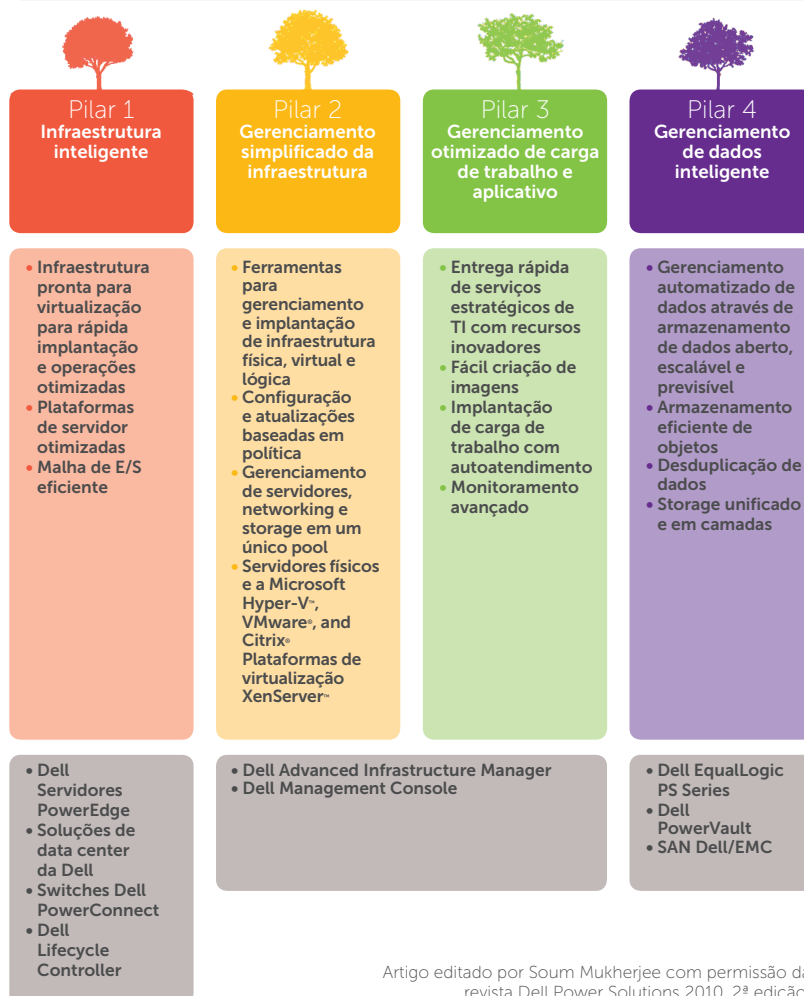 Pilar 1
Infraestrutura
inteligente
Pilar 2
Gerenciamento
simplificado da
infraestrutura
Pilar 3
Gerenciamento
otimizado de carga
de trabalho e
aplicativo
Pilar 4
Gerenciamento
de dados
inteligente
• Infraestrutura
pronta para
virtualização
para rápida
implantação
e operações
otimizadas
• Plataformas
de servidor
otimizadas
• Malha de E/S
eficiente
• Ferramentas
para
gerenciamento
e implantação
de infraestrutura
física, virtual e
lógica
• Configuração
e atualizações
baseadas em
política
• Gerenciamento
de servidores,
networking e
storage em um
único pool
• Servidores físicos
e a Microsoft
Hyper-V™,
VMware®, and
Citrix®
Plataformas de
virtualização
XenServer™
• Entrega rápida
de serviços
estratégicos de
TI com recursos
inovadores
• Fácil criação de
imagens
• Implantação
de carga de
trabalho com
autoatendimento
• Monitoramento
avançado
• Gerenciamento
automatizado de
dados através de
armazenamento
de dados aberto,
escalável e
previsível
• Armazenamento
eficiente de
objetos
• Desduplicação de
dados
• Storage unificado
e em camadas
• Dell
Servidores
PowerEdge
• Soluções de
data center
da Dell
• Switches Dell
PowerConnect
• Dell
Lifecycle
Controller
• Dell Advanced Infrastructure Manager
• Dell Management Console
• Dell EqualLogic
PS Series
• Dell
PowerVault
• SAN Dell/EMC
Artigo editado por Soum Mukherjee com permissão da
revista Dell Power Solutions 2010, 2ª edição